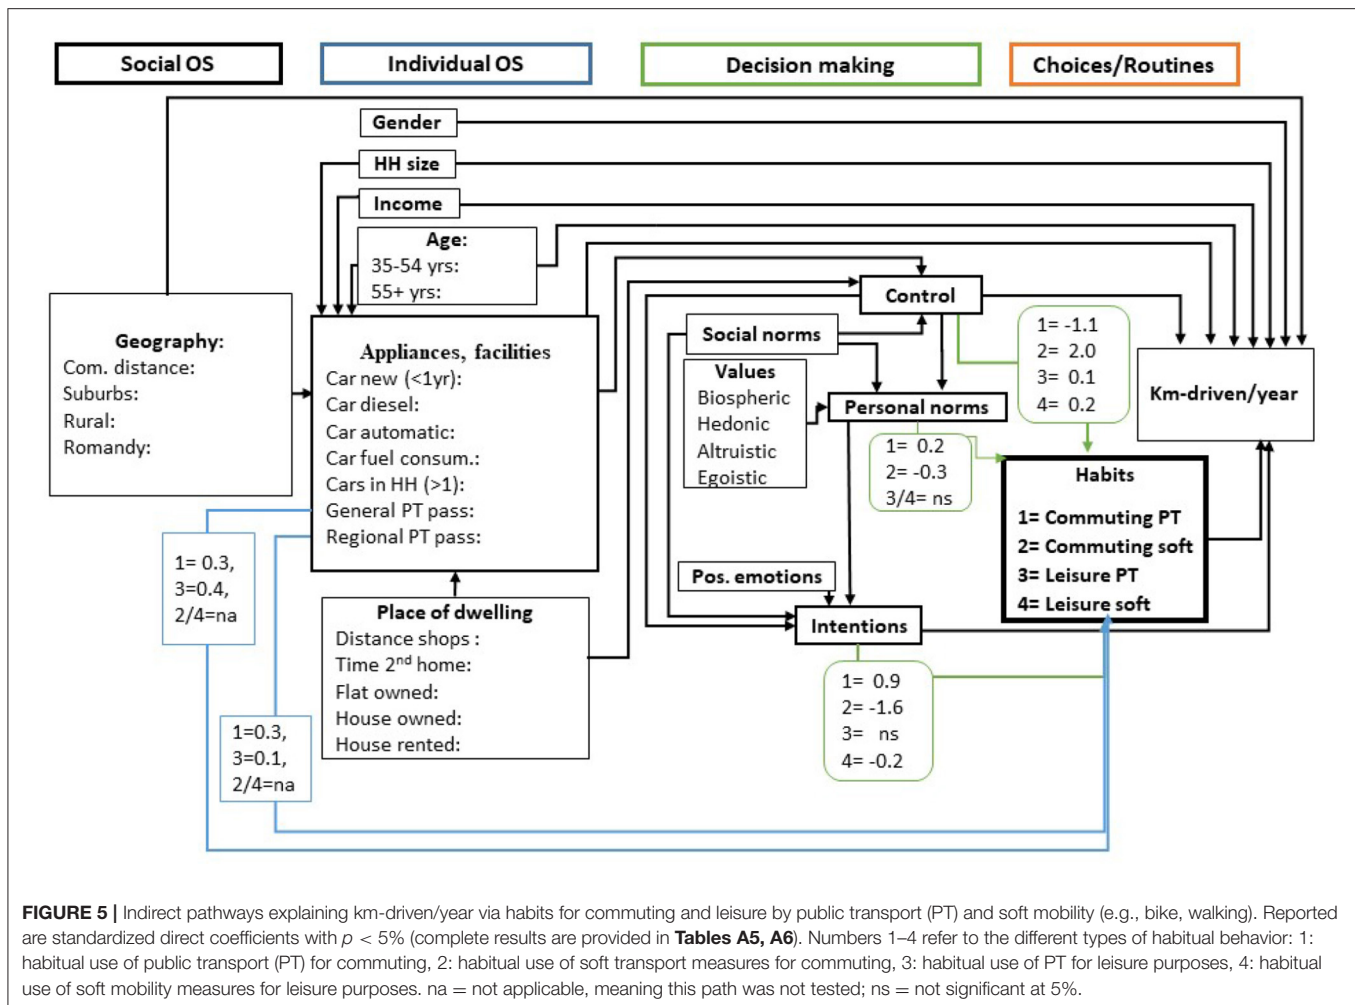 Social OS
Individual OS
Decision making
Choices/Routines
Gender
HH size
Income
Age:
35-54 yrs:
55+ yrs:
Geography:
Com. distance:
Suburbs:
Rural:
Romandy:
Appliances, facilities
Car new (<1yr):
Car diesel:
Car automatic:
Car fuel consum.:
Cars in HH (>1):
General PT pass:
Regional PT pass:
Place of dwelling
Distance shops :
Time 2nd home:
Flat owned:
House owned:
House rented:
1= 0.3,
3=0.4,
2/4=na
1=0.3,
3=0.1,
2/4=na
Control
Social norms
Values
Biospheric
Hedonic
Altruistic
Egoistic
Personal norms
1= 0.2
2= -0.3
3/4= ns
Pos. emotions
Intentions
1= 0.9
2= -1.6
3= ns
4= -0.2
1= -1.1
2= 2.0
3= 0.1
4= 0.2
Km-driven/year
Habits
1= Commuting PT
2= Commuting soft
3= Leisure PT
4= Leisure soft
FIGURE 5 | Indirect pathways explaining km-driven/year via habits for commuting and leisure by public transport (PT) and soft mobility (e.g., bike, walking). Reported
are standardized direct coefficients with p < 5% (complete results are provided in Tables A5, A6). Numbers 1–4 refer to the different types of habitual behavior: 1:
habitual use of public transport (PT) for commuting, 2: habitual use of soft transport measures for commuting, 3: habitual use of PT for leisure purposes, 4: habitual
use of soft mobility measures for leisure purposes. na = not applicable, meaning this path was not tested; ns = not significant at 5%.